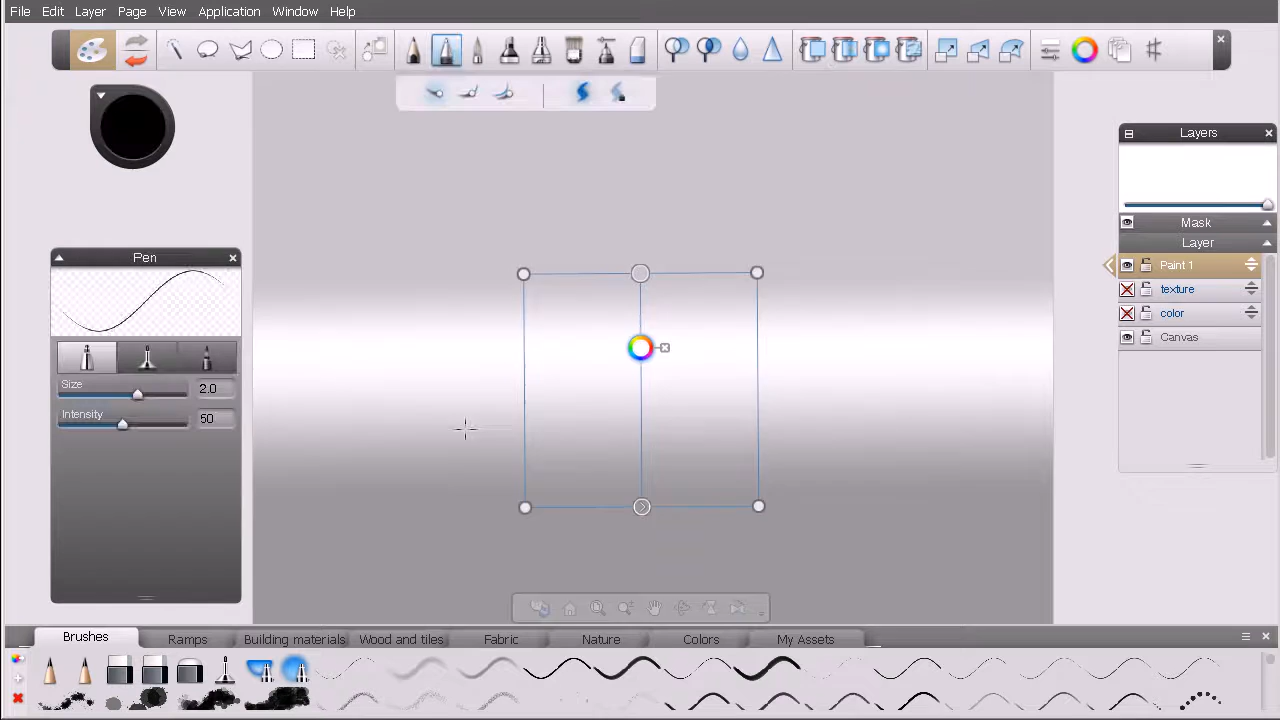 File Edit Layer Page View Application Window Help
Layers
Mask
Layer
Paint 1
texture
color
Canvas
Pen
Size 2.0
Intensity 50
Brushes Ramps Building materials Wood and tiles Fabric Nature Colors My Assets